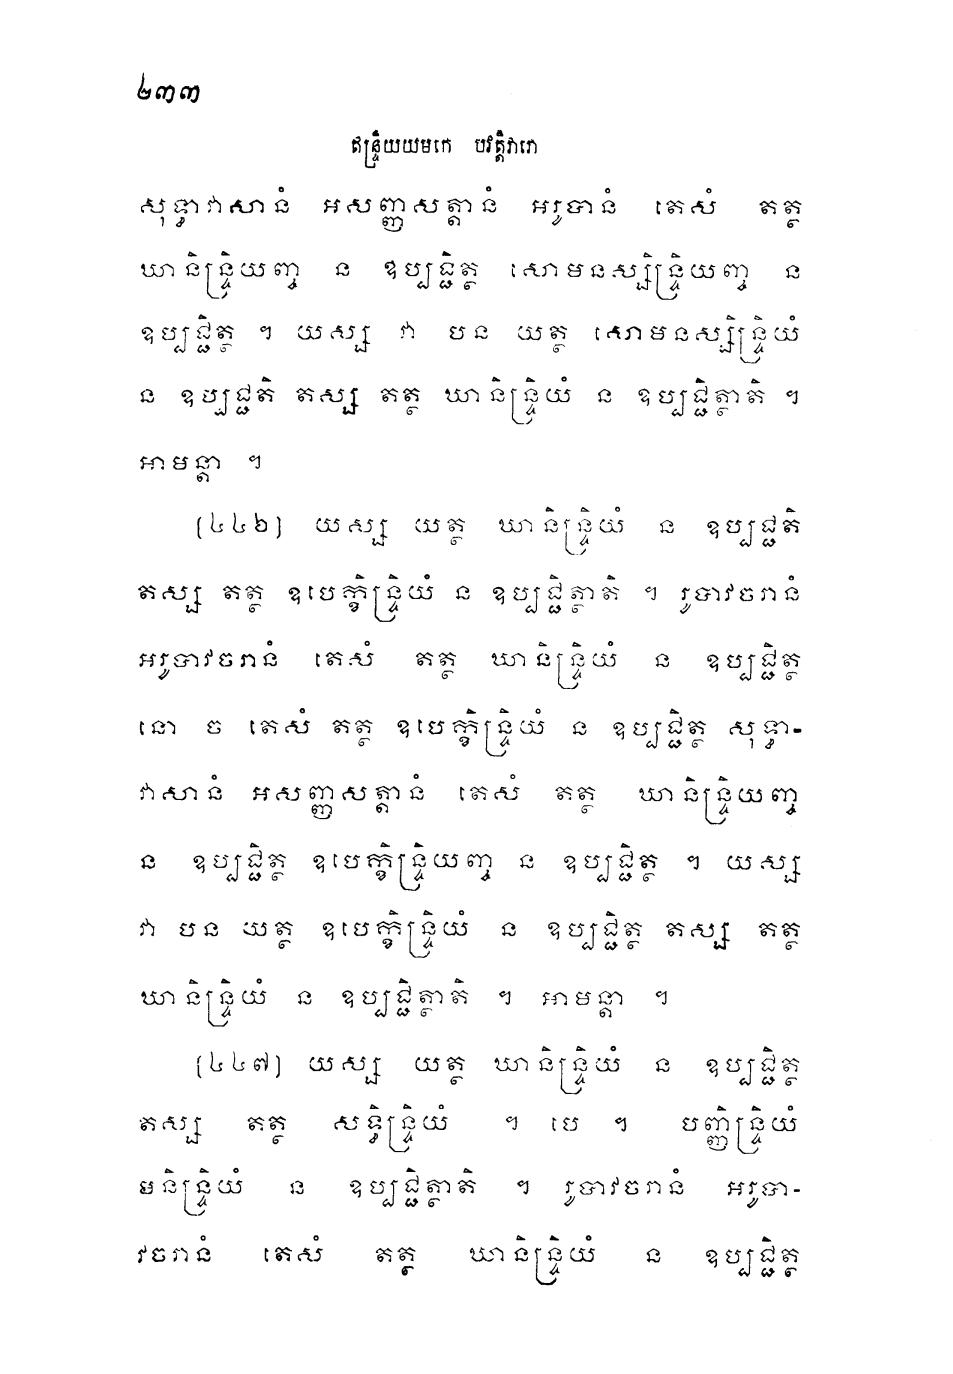 ២៣៣
ឥន្ទ្រិយយមកេ បវត្តិវារោ
សុទ្ធាវាសានំ អសញ្ញសត្តានំ អរូបានំ តេសំ តត្ថ
ឃានិន្ទ្រិយញ្ច ន ឧប្បជ្ជិត្ថ សោមនស្សិន្ទ្រិយញ្ច ន
ឧប្បជ្ជិត្ថ ។ យស្ស វា បន យត្ថ សោមនស្សិន្ទ្រិយំ
ន ឧប្បជ្ជតិ តស្ស តត្ថ ឃានិន្ទ្រិយំ ន ឧប្បជ្ជិត្ថាតិ ។
អាមន្តា ។
(៤៤៦) យស្ស យត្ថ ឃានិន្ទ្រិយំ ន ឧប្បជ្ជតិ
តស្ស តត្ថ ឧបេក្ខិន្ទ្រិយំ ន ឧប្បជ្ជិត្ថាតិ ។ រូបាវចរានំ
អរូបាវចរានំ តេសំ តត្ថ ឃានិន្ទ្រិយំ ន ឧប្បជ្ជិត្ថ
នោ ច តេសំ តត្ថ ឧបេក្ខិន្ទ្រិយំ ន ឧប្បជ្ជិត្ថ សុទ្ធា-
វាសានំ អសញ្ញសត្តានំ តេសំ តត្ថ ឃានិន្ទ្រិយញ្ច
ន ឧប្បជ្ជិត្ថ ឧបេក្ខិន្ទ្រិយញ្ច ន ឧប្បជ្ជិត្ថ ។ យស្ស
វា បន យត្ថ ឧបេក្ខិន្ទ្រិយំ ន ឧប្បជ្ជិត្ថ តស្ស តត្ថ
ឃានិន្ទ្រិយំ ន ឧប្បជ្ជិត្ថាតិ ។ អាមន្តា ។
(៤៤៧) យស្ស យត្ថ ឃានិន្ទ្រិយំ ន ឧប្បជ្ជិត្ថ
តស្ស តត្ថ សទ្ធិន្ទ្រិយំ ។ បេ ។ បញ្ញិន្ទ្រិយំ
មនិន្ទ្រិយំ ន ឧប្បជ្ជិត្ថាតិ ។ រូបាវចរានំ អរូបា-
វចរានំ តេសំ តត្ថ ឃានិន្ទ្រិយំ ន ឧប្បជ្ជិត្ថ